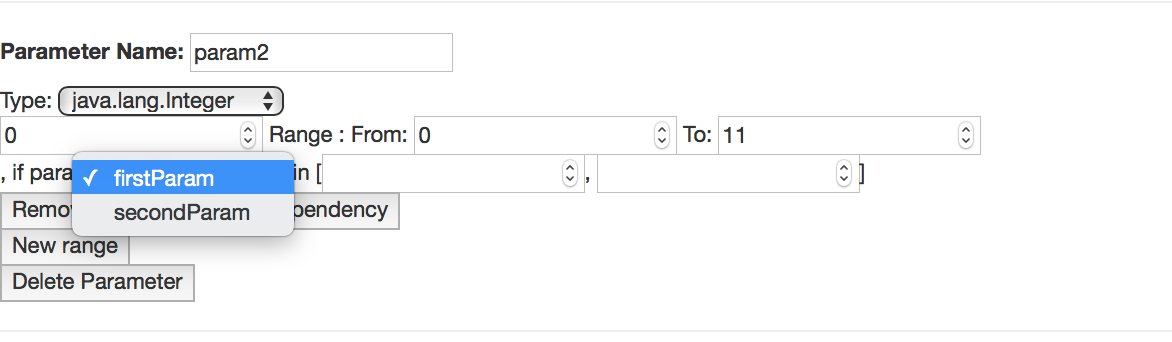 Parameter Name: param2
Type: java.lang.Integer
0 Range : From: 0 To: 11
, if para in [ , ]
✓ firstParam
secondParam
Remo pendency
New range
Delete Parameter